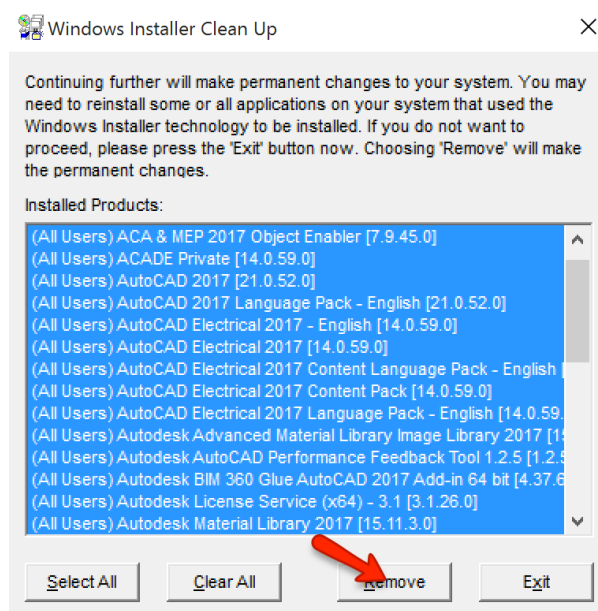 Windows Installer Clean Up
Continuing further will make permanent changes to your system. You may
need to reinstall some or all applications on your system that used the
Windows Installer technology to be installed. If you do not want to
proceed, please press the 'Exit' button now. Choosing 'Remove' will make
the permanent changes.
Installed Products:
(All Users) ACA & MEP 2017 Object Enabler [7.9.45.0]
(All Users) ACADE Private [14.0.59.0]
(All Users) AutoCAD 2017 [21.0.52.0]
(All Users) AutoCAD 2017 Language Pack - English [21.0.52.0]
(All Users) AutoCAD Electrical 2017 - English [14.0.59.0]
(All Users) AutoCAD Electrical 2017 [14.0.59.0]
(All Users) AutoCAD Electrical 2017 Content Language Pack - English [
(All Users) AutoCAD Electrical 2017 Content Pack [14.0.59.0]
(All Users) AutoCAD Electrical 2017 Language Pack - English [14.0.59.
(All Users) Autodesk Advanced Material Library Image Library 2017 [15
(All Users) Autodesk AutoCAD Performance Feedback Tool 1.2.5 [1.2.5
(All Users) Autodesk BIM 360 Glue AutoCAD 2017 Add-in 64 bit [4.37.6
(All Users) Autodesk License Service (x64) - 3.1 [3.1.26.0]
(All Users) Autodesk Material Library 2017 [15.11.3.0]
Select All Clear All Remove Exit